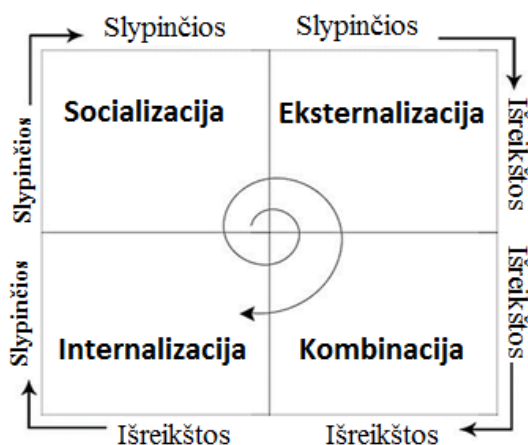 Slypinčios
Slypinčios
Slypinčios
Socializacija
Eksternalizacija
Išreikštos
Slypinčios
Internalizacija
Kombinacija
Išreikštos
Išreikštos
Išreikštos